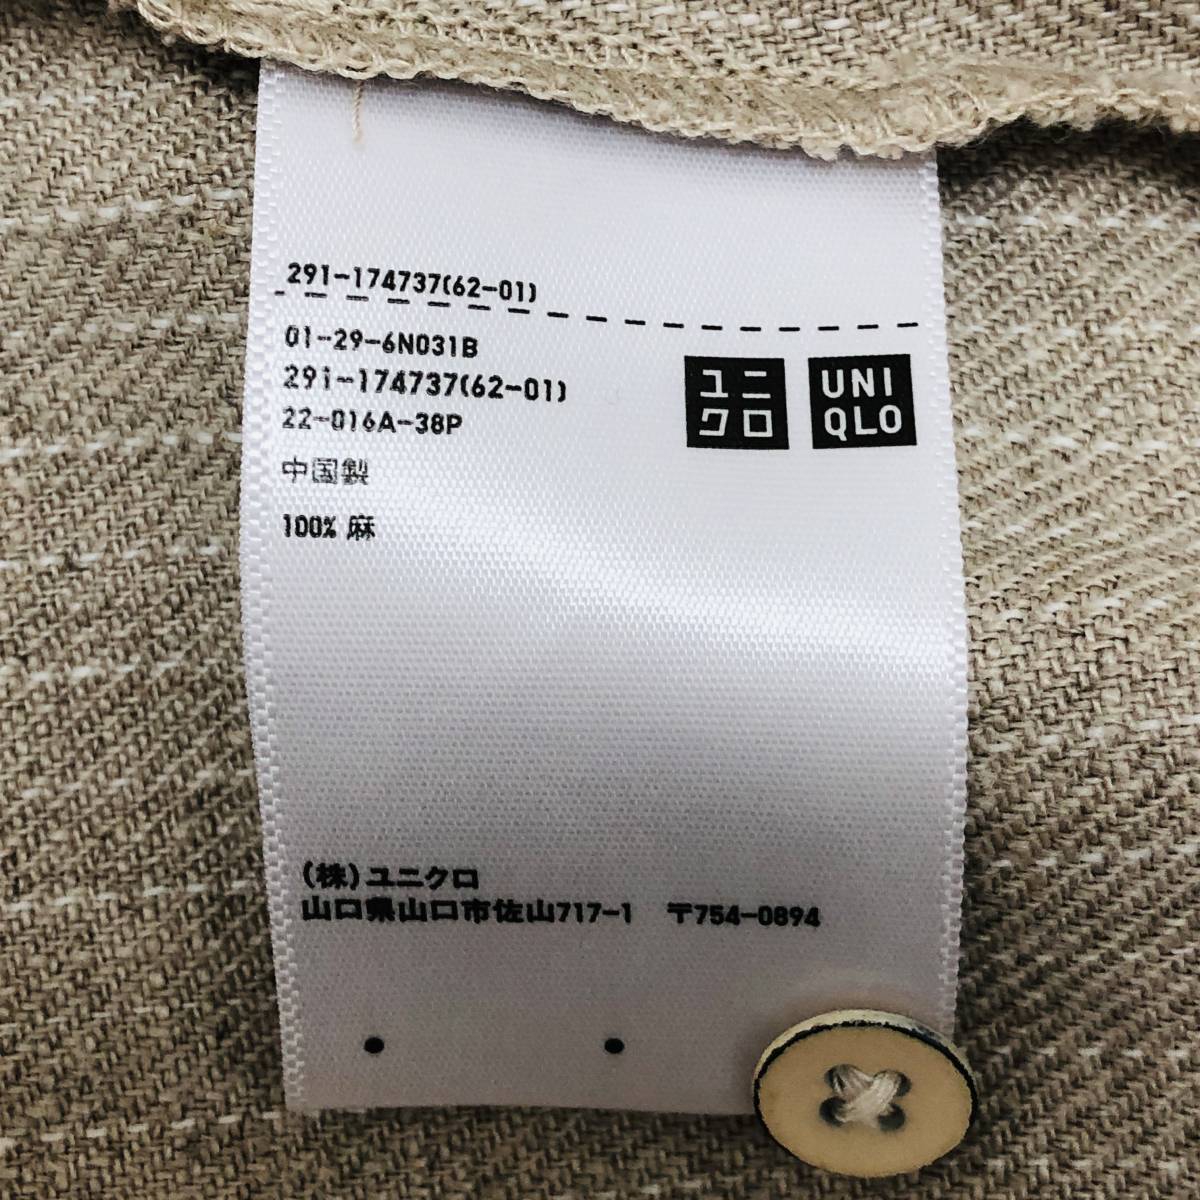 291-174737(62-01)
01-29-6N031B
291-174737(62-01)
22-016A-38P
中国製
100% 麻
ユニ
クロ
UNI
QLO
(株)ユニクロ
山口県山口市佐山717-1 〒754-0894